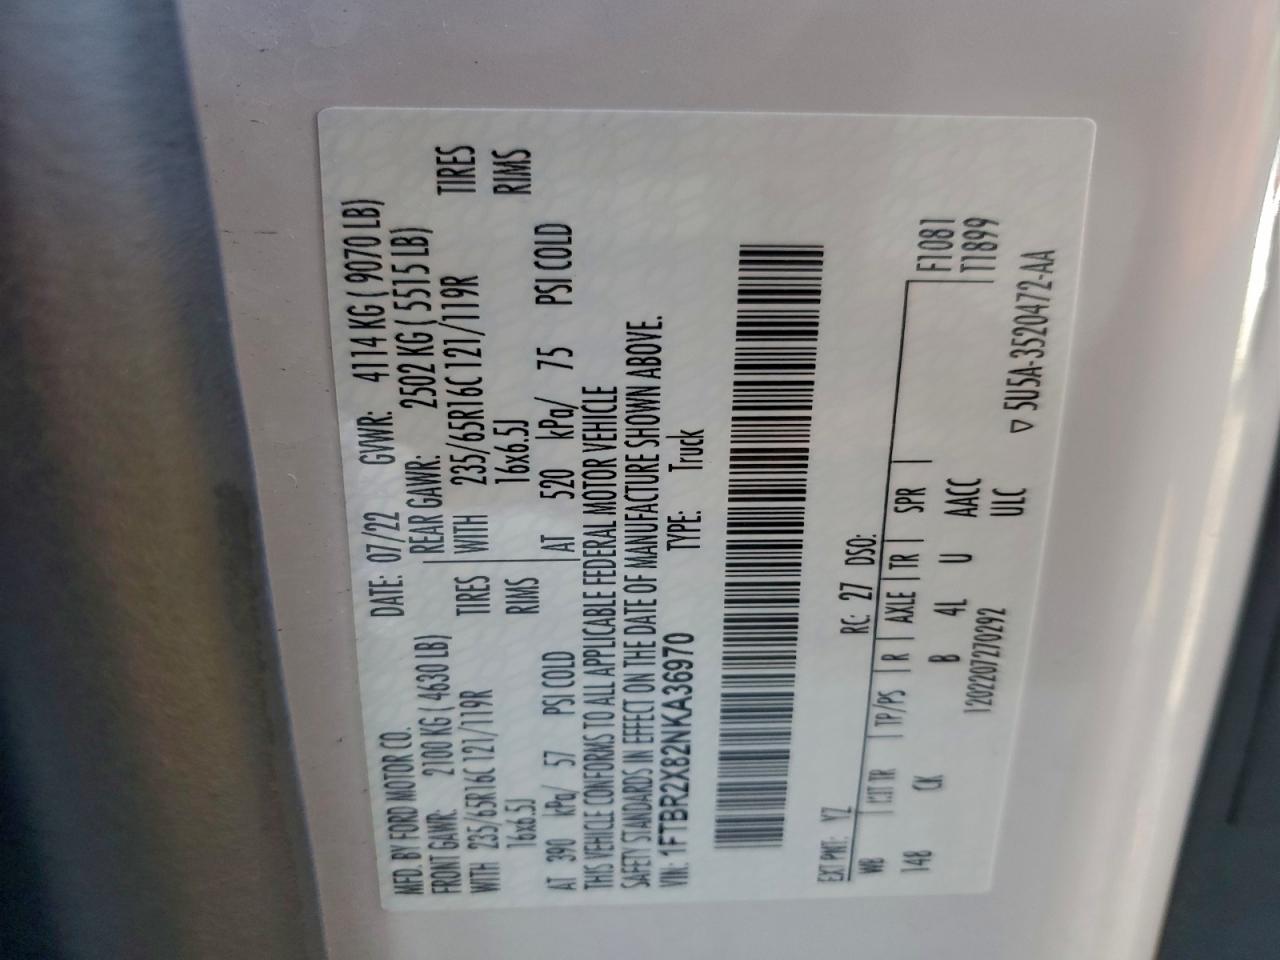 MFD. BY FORD MOTOR CO.
DATE: 07/22 GVWR: 4114 KG ( 9070 LB)
FRONT GAWR: 2100 KG ( 4630 LB)
REAR GAWR: 2502 KG ( 5515 LB)
WITH 235/65R16C 121/119R TIRES
WITH 235/65R16C 121/119R TIRES
16x6.5J RIMS
16x6.5J RIMS
AT 390 kPa/ 57 PSI COLD
AT 520 kPa/ 75 PSI COLD
THIS VEHICLE CONFORMS TO ALL APPLICABLE FEDERAL MOTOR VEHICLE
SAFETY STANDARDS IN EFFECT ON THE DATE OF MANUFACTURE SHOWN ABOVE.
VIN: 1FTBR2X82NKA36970 TYPE: Truck
EXT PNT: YZ RC: 27 DSO:
WB INT TR TP/PS R AXLE TR SPR F1081
148 CK B 4L U AACC T1899
1202207270292 ULC
▽ 5U5A-3520472-AA